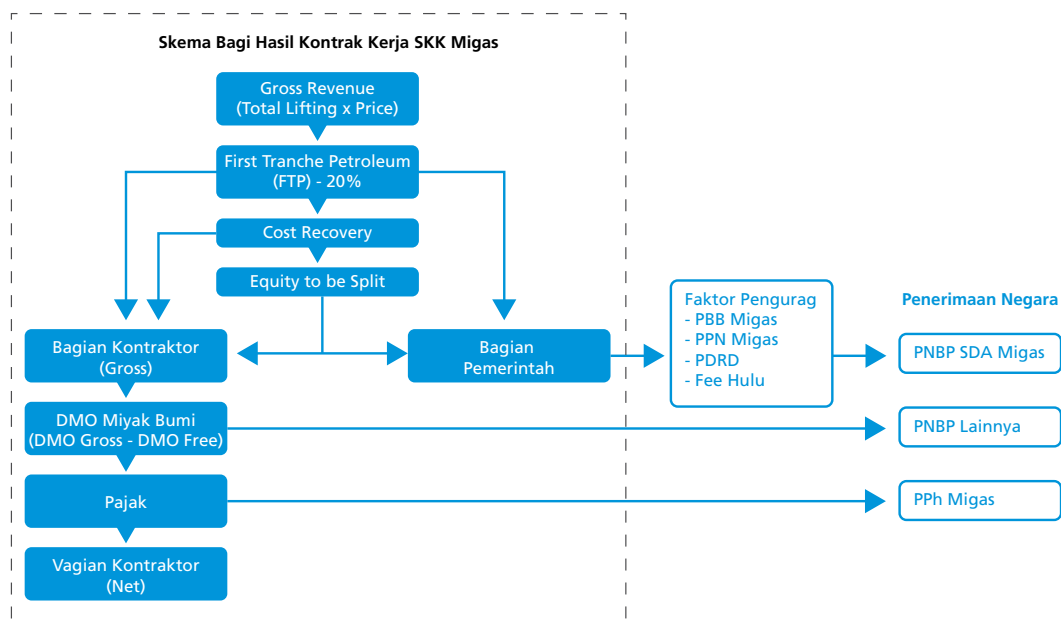 Skema Bagi Hasil Kontrak Kerja SKK Migas
Gross Revenue
(Total Lifting x Price)
First Tranche Petroleum
(FTP) - 20%
Cost Recovery
Equity to be Split
Bagian Kontraktor
(Gross)
Bagian
Pemerintah
Faktor Pengurag
- PBB Migas
- PPN Migas
- PDRD
- Fee Hulu
Penerimaan Negara
PNBP SDA Migas
DMO Miyak Bumi
(DMO Gross - DMO Free)
PNBP Lainnya
Pajak
PPh Migas
Vagian Kontraktor
(Net)